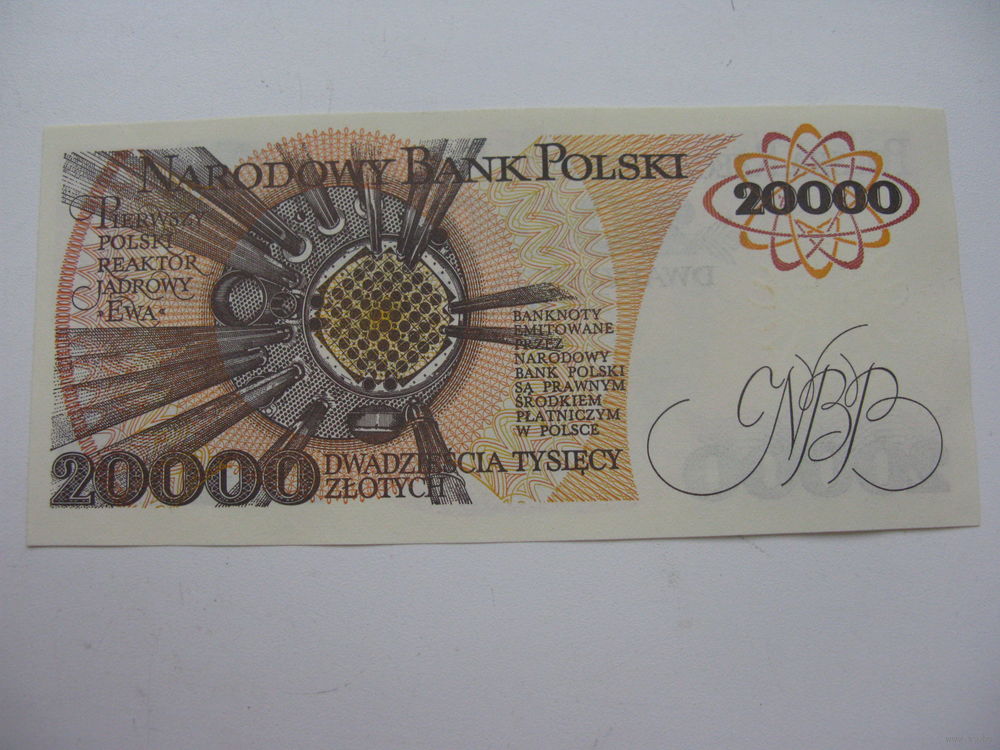 NARODOWY BANK POLSKI
20000
PIERWSZY
POLSKI
REAKTOR
JĄDROWY
•EWA•
BANKNOTY
EMITOWANE
PRZEZ
NARODOWY
BANK POLSKI
SĄ PRAWNYM
ŚRODKIEM
PŁATNICZYM
W POLSCE
NBP
20000 DWADZIEŚCIA TYSIĘCY
ZŁOTYCH